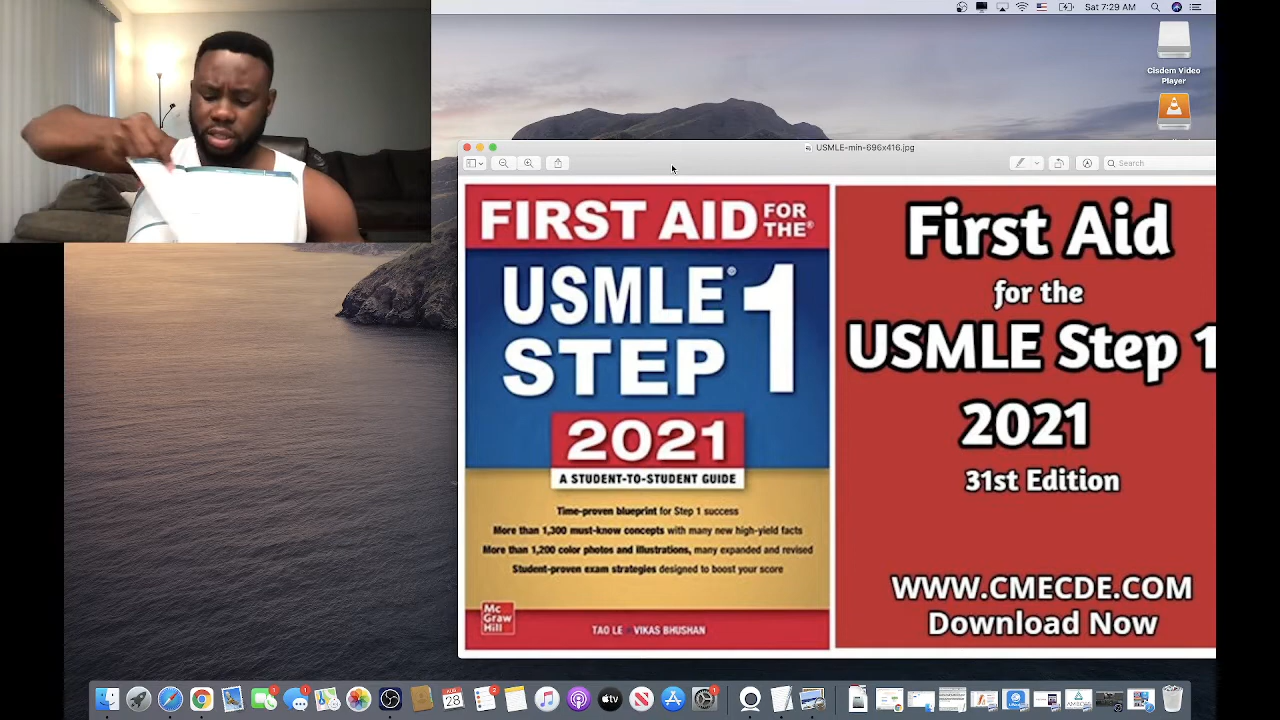 Sat 7:29 AM
Cisdem Video
Player
USMLE-min-696x416.jpg
Search
FIRST AID FOR
THE®
USMLE® 1
STEP
2021
A STUDENT-TO-STUDENT GUIDE
Time-proven blueprint for Step 1 success
More than 1,300 must-know concepts with many new high-yield facts
More than 1,200 color photos and illustrations, many expanded and revised
Student-proven exam strategies designed to boost your score
Mc
Graw
Hill
TAO LE VIKAS BHUSHAN
First Aid
for the
USMLE Step 1
2021
31st Edition
WWW.CMECDE.COM
Download Now
AUG
28
tv